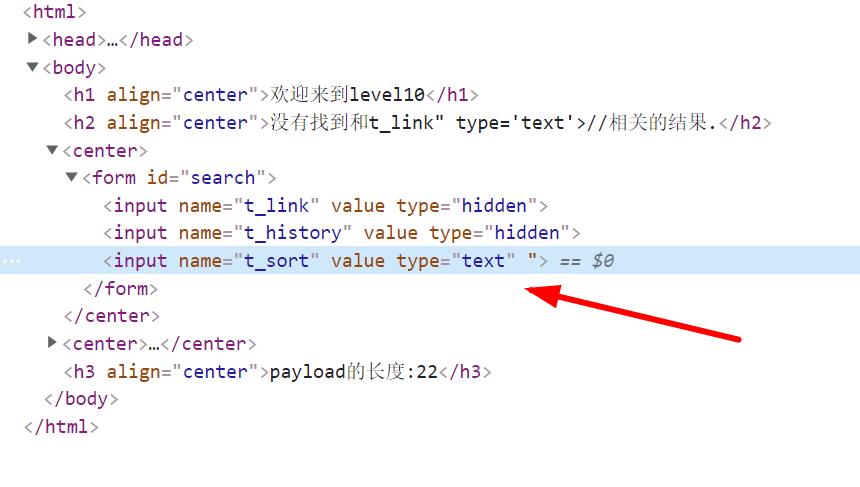 <html>
▶<head>…</head>
▼<body>
<h1 align="center">欢迎来到level10</h1>
<h2 align="center">没有找到和t_link" type='text'>//相关的结果.</h2>
▼<center>
▼<form id="search">
<input name="t_link" value type="hidden">
<input name="t_history" value type="hidden">
… <input name="t_sort" value type="text" "> == $0
</form>
</center>
▶<center>…</center>
<h3 align="center">payload的长度:22</h3>
</body>
</html>